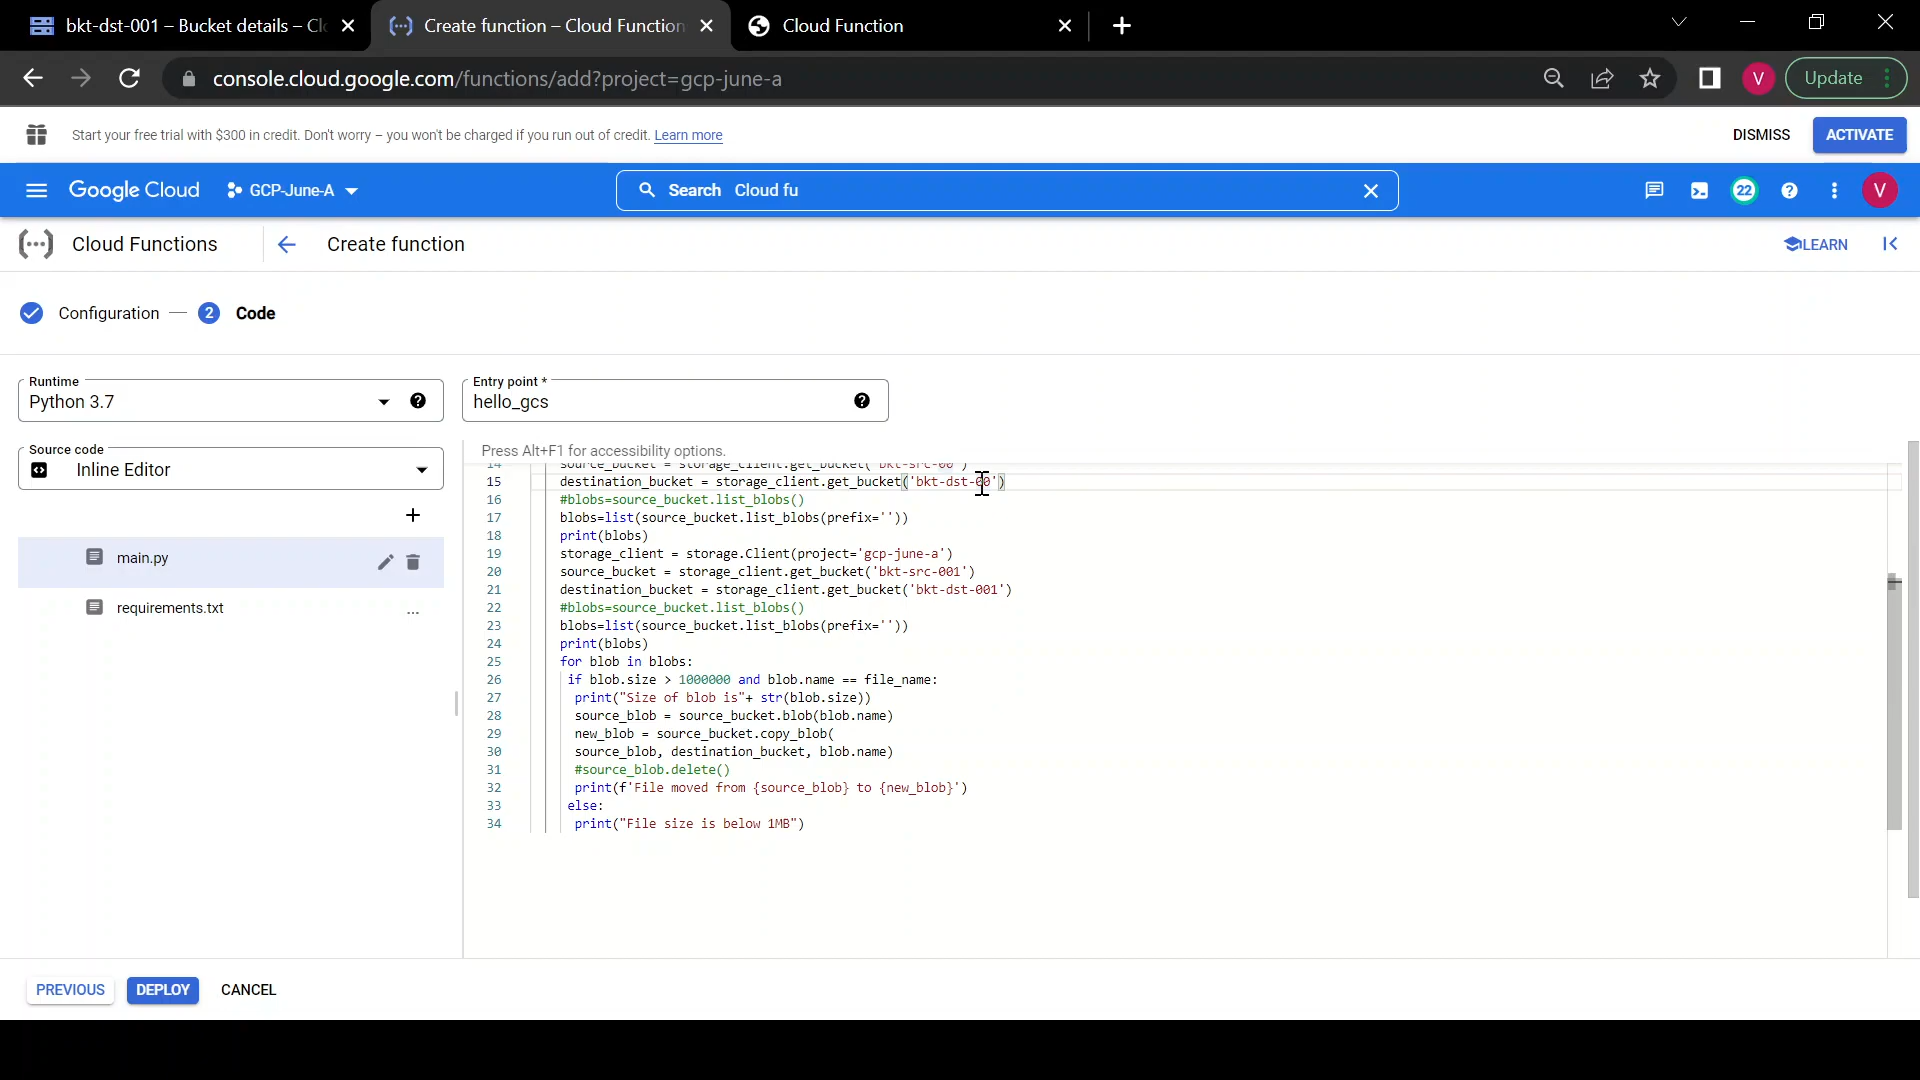 bkt-dst-001 – Bucket details – Cl
Create function – Cloud Function
Cloud Function
console.cloud.google.com/functions/add?project=gcp-june-a
V
Update
Start your free trial with $300 in credit. Don't worry – you won't be charged if you run out of credit. Learn more
DISMISS
ACTIVATE
Google Cloud
GCP-June-A
Search Cloud fu
22
V
Cloud Functions
Create function
LEARN
Configuration
2
Code
Runtime
Python 3.7
Entry point *
hello_gcs
Source code
Inline Editor
main.py
requirements.txt
...
Press Alt+F1 for accessibility options.
14 source_bucket = storage_client.get_bucket('bkt-src-00')
15 destination_bucket = storage_client.get_bucket('bkt-dst-00')
16 #blobs=source_bucket.list_blobs()
17 blobs=list(source_bucket.list_blobs(prefix=''))
18 print(blobs)
19 storage_client = storage.Client(project='gcp-june-a')
20 source_bucket = storage_client.get_bucket('bkt-src-001')
21 destination_bucket = storage_client.get_bucket('bkt-dst-001')
22 #blobs=source_bucket.list_blobs()
23 blobs=list(source_bucket.list_blobs(prefix=''))
24 print(blobs)
25 for blob in blobs:
26 if blob.size > 1000000 and blob.name == file_name:
27 print("Size of blob is"+ str(blob.size))
28 source_blob = source_bucket.blob(blob.name)
29 new_blob = source_bucket.copy_blob(
30 source_blob, destination_bucket, blob.name)
31 #source_blob.delete()
32 print(f'File moved from {source_blob} to {new_blob}')
33 else:
34 print("File size is below 1MB")
PREVIOUS
DEPLOY
CANCEL